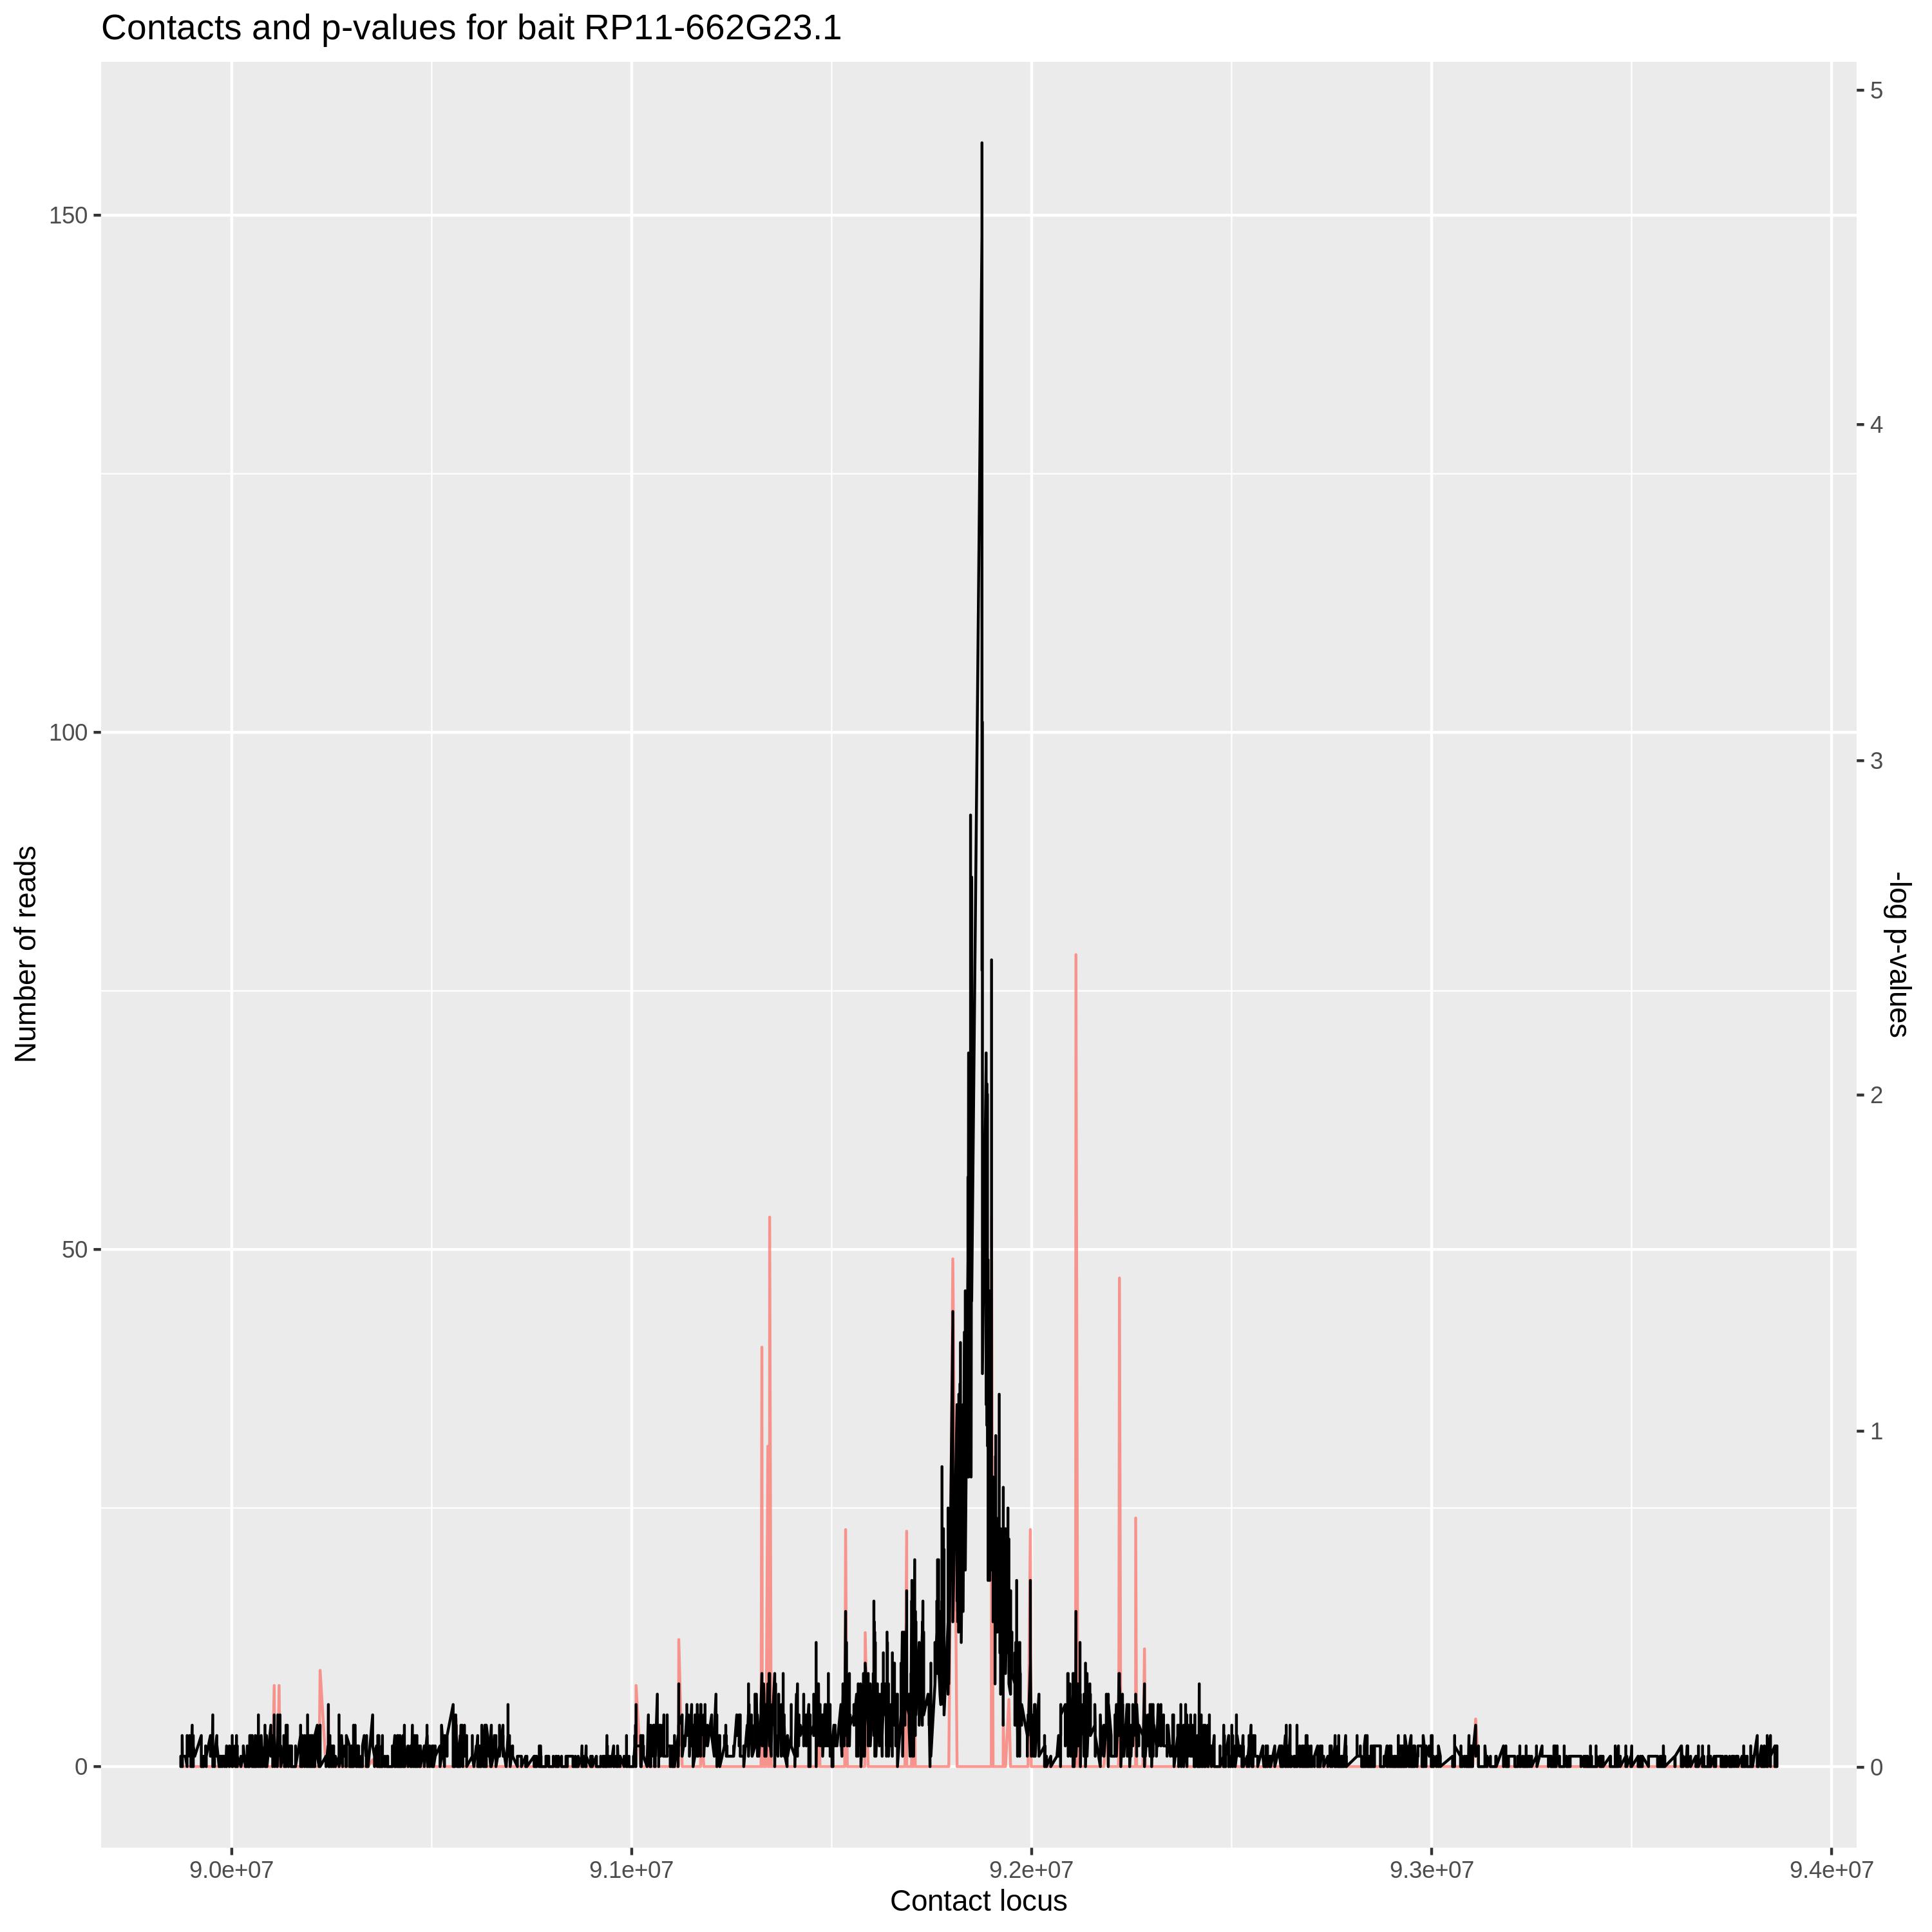 Contacts and p-values for bait RP11-662G23.1
150
100
50
0
Number of reads
5
4
3
2
1
0
-log p-values
9.0e+07
9.1e+07
9.2e+07
9.3e+07
9.4e+07
Contact locus